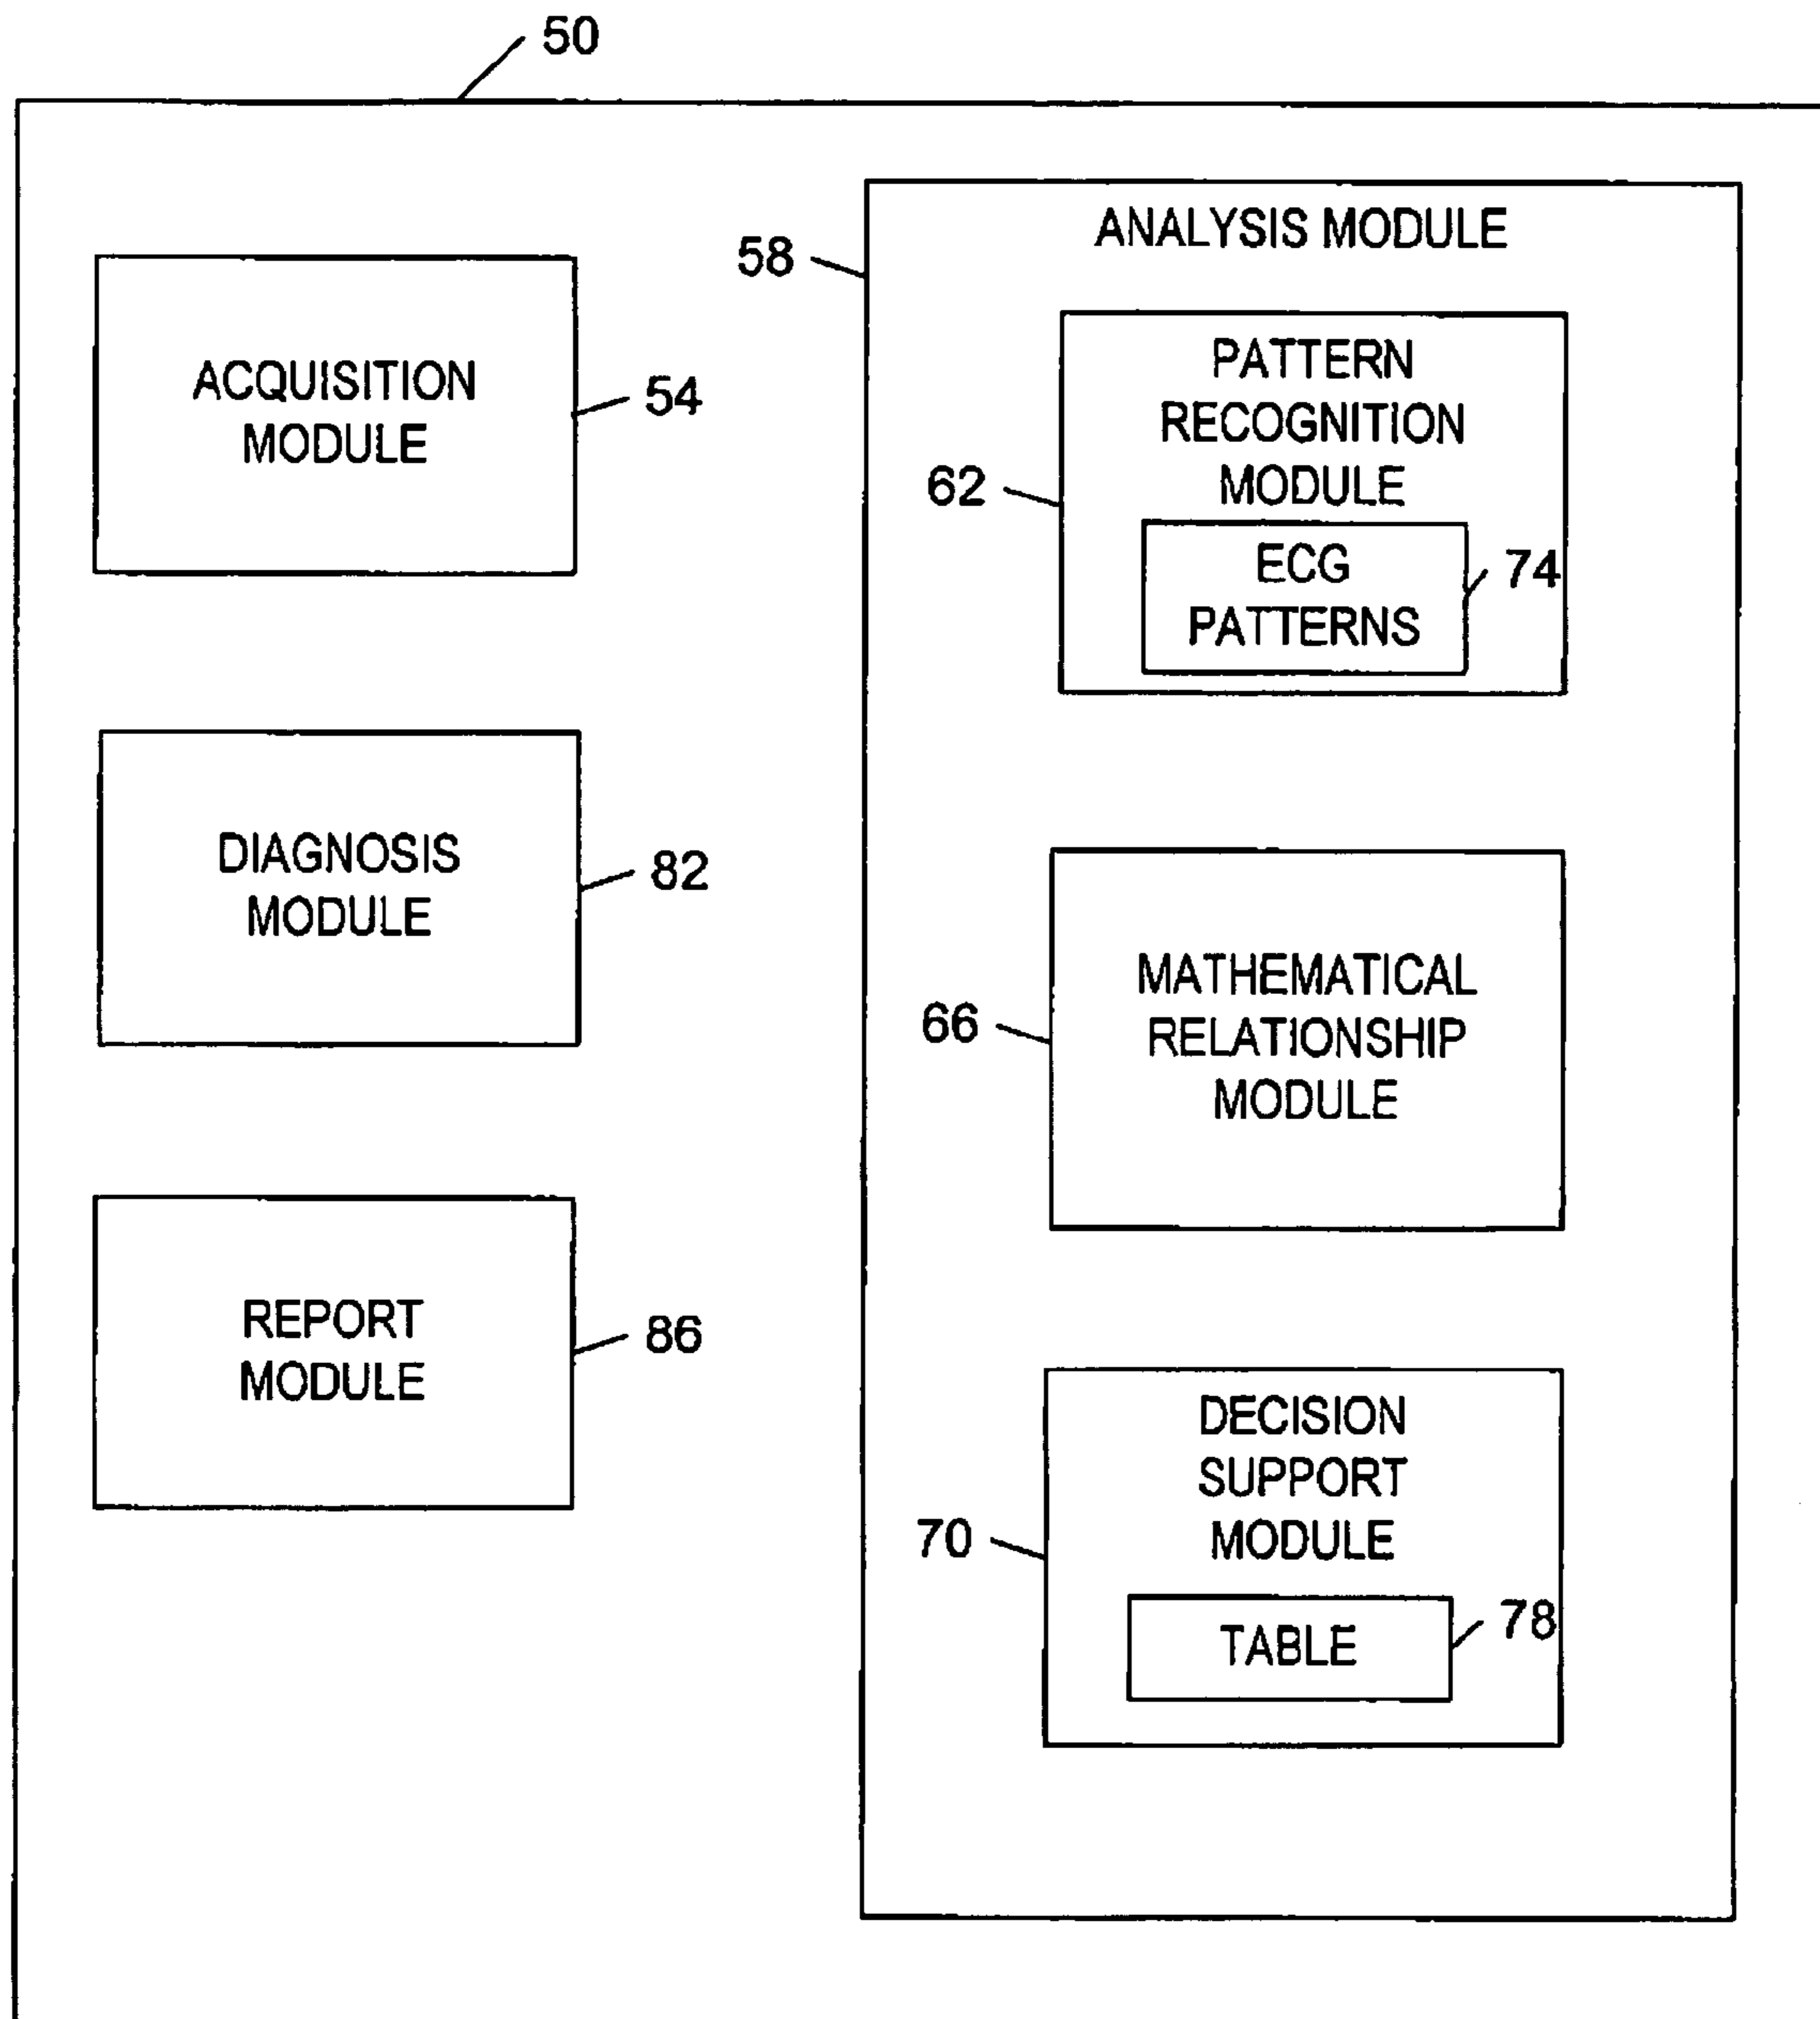 50
ANALYSIS MODULE
58
ACQUISITION
MODULE
54
PATTERN
RECOGNITION
MODULE
62
ECG
PATTERNS
74
DIAGNOSIS
MODULE
82
MATHEMATICAL
RELATIONSHIP
MODULE
66
REPORT
MODULE
86
DECISION
SUPPORT
MODULE
70
TABLE
78